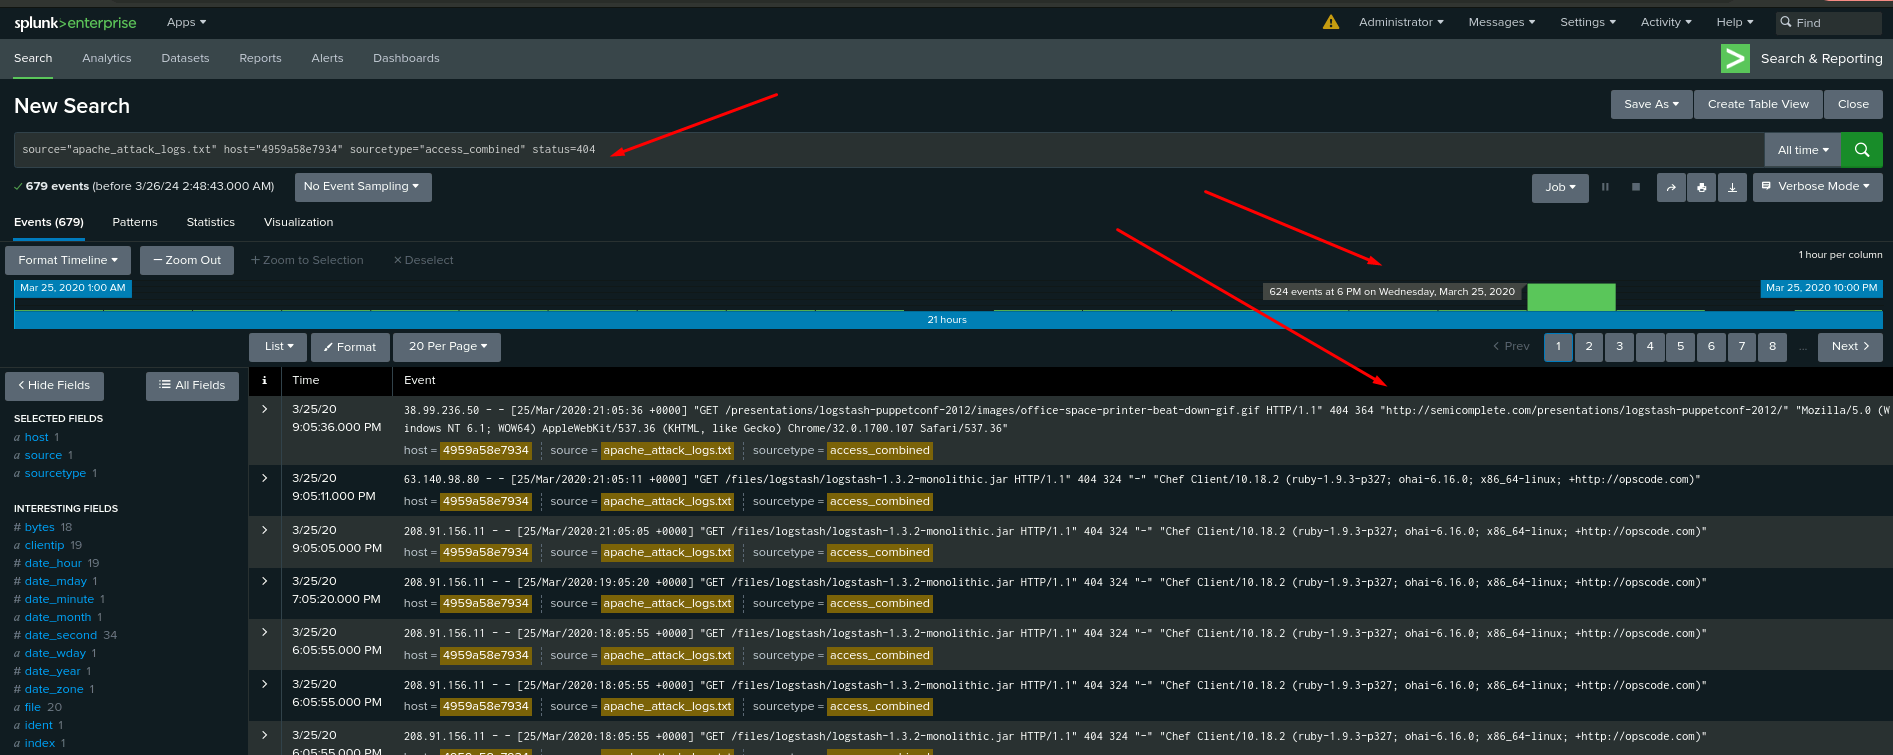 splunk>enterprise Apps Administrator Messages Settings Activity Help Find
Search Analytics Datasets Reports Alerts Dashboards Search & Reporting
New Search Save As Create Table View Close
source="apache_attack_logs.txt" host="4959a58e7934" sourcetype="access_combined" status=404 All time
✓ 679 events (before 3/26/24 2:48:43.000 AM) No Event Sampling Job Verbose Mode
Events (679) Patterns Statistics Visualization
Format Timeline — Zoom Out + Zoom to Selection × Deselect 1 hour per column
Mar 25, 2020 1:00 AM 624 events at 6 PM on Wednesday, March 25, 2020 Mar 25, 2020 10:00 PM
21 hours
List Format 20 Per Page < Prev 1 2 3 4 5 6 7 8 ... Next >
< Hide Fields All Fields
SELECTED FIELDS
a host 1
a source 1
a sourcetype 1
INTERESTING FIELDS
# bytes 18
a clientip 19
# date_hour 19
# date_mday 1
# date_minute 1
a date_month 1
# date_second 34
a date_wday 1
# date_year 1
# date_zone 1
a file 20
a ident 1
a index 1
i Time Event
> 3/25/20 38.99.236.50 - - [25/Mar/2020:21:05:36 +0000] "GET /presentations/logstash-puppetconf-2012/images/office-space-printer-beat-down-gif.gif HTTP/1.1" 404 364 "http://semicomplete.com/presentations/logstash-puppetconf-2012/" "Mozilla/5.0 (W
9:05:36.000 PM indows NT 6.1; WOW64) AppleWebKit/537.36 (KHTML, like Gecko) Chrome/32.0.1700.107 Safari/537.36"
host = 4959a58e7934 source = apache_attack_logs.txt sourcetype = access_combined
> 3/25/20 63.140.98.80 - - [25/Mar/2020:21:05:11 +0000] "GET /files/logstash/logstash-1.3.2-monolithic.jar HTTP/1.1" 404 324 "-" "Chef Client/10.18.2 (ruby-1.9.3-p327; ohai-6.16.0; x86_64-linux; +http://opscode.com)"
9:05:11.000 PM host = 4959a58e7934 source = apache_attack_logs.txt sourcetype = access_combined
> 3/25/20 208.91.156.11 - - [25/Mar/2020:21:05:05 +0000] "GET /files/logstash/logstash-1.3.2-monolithic.jar HTTP/1.1" 404 324 "-" "Chef Client/10.18.2 (ruby-1.9.3-p327; ohai-6.16.0; x86_64-linux; +http://opscode.com)"
9:05:05.000 PM host = 4959a58e7934 source = apache_attack_logs.txt sourcetype = access_combined
> 3/25/20 208.91.156.11 - - [25/Mar/2020:19:05:20 +0000] "GET /files/logstash/logstash-1.3.2-monolithic.jar HTTP/1.1" 404 324 "-" "Chef Client/10.18.2 (ruby-1.9.3-p327; ohai-6.16.0; x86_64-linux; +http://opscode.com)"
7:05:20.000 PM host = 4959a58e7934 source = apache_attack_logs.txt sourcetype = access_combined
> 3/25/20 208.91.156.11 - - [25/Mar/2020:18:05:55 +0000] "GET /files/logstash/logstash-1.3.2-monolithic.jar HTTP/1.1" 404 324 "-" "Chef Client/10.18.2 (ruby-1.9.3-p327; ohai-6.16.0; x86_64-linux; +http://opscode.com)"
6:05:55.000 PM host = 4959a58e7934 source = apache_attack_logs.txt sourcetype = access_combined
> 3/25/20 208.91.156.11 - - [25/Mar/2020:18:05:55 +0000] "GET /files/logstash/logstash-1.3.2-monolithic.jar HTTP/1.1" 404 324 "-" "Chef Client/10.18.2 (ruby-1.9.3-p327; ohai-6.16.0; x86_64-linux; +http://opscode.com)"
6:05:55.000 PM host = 4959a58e7934 source = apache_attack_logs.txt sourcetype = access_combined
> 3/25/20 208.91.156.11 - - [25/Mar/2020:18:05:55 +0000] "GET /files/logstash/logstash-1.3.2-monolithic.jar HTTP/1.1" 404 324 "-" "Chef Client/10.18.2 (ruby-1.9.3-p327; ohai-6.16.0; x86_64-linux; +http://opscode.com)"
6:05:55.000 PM host = 4959a58e7934 source = apache_attack_logs.txt sourcetype = access_combined